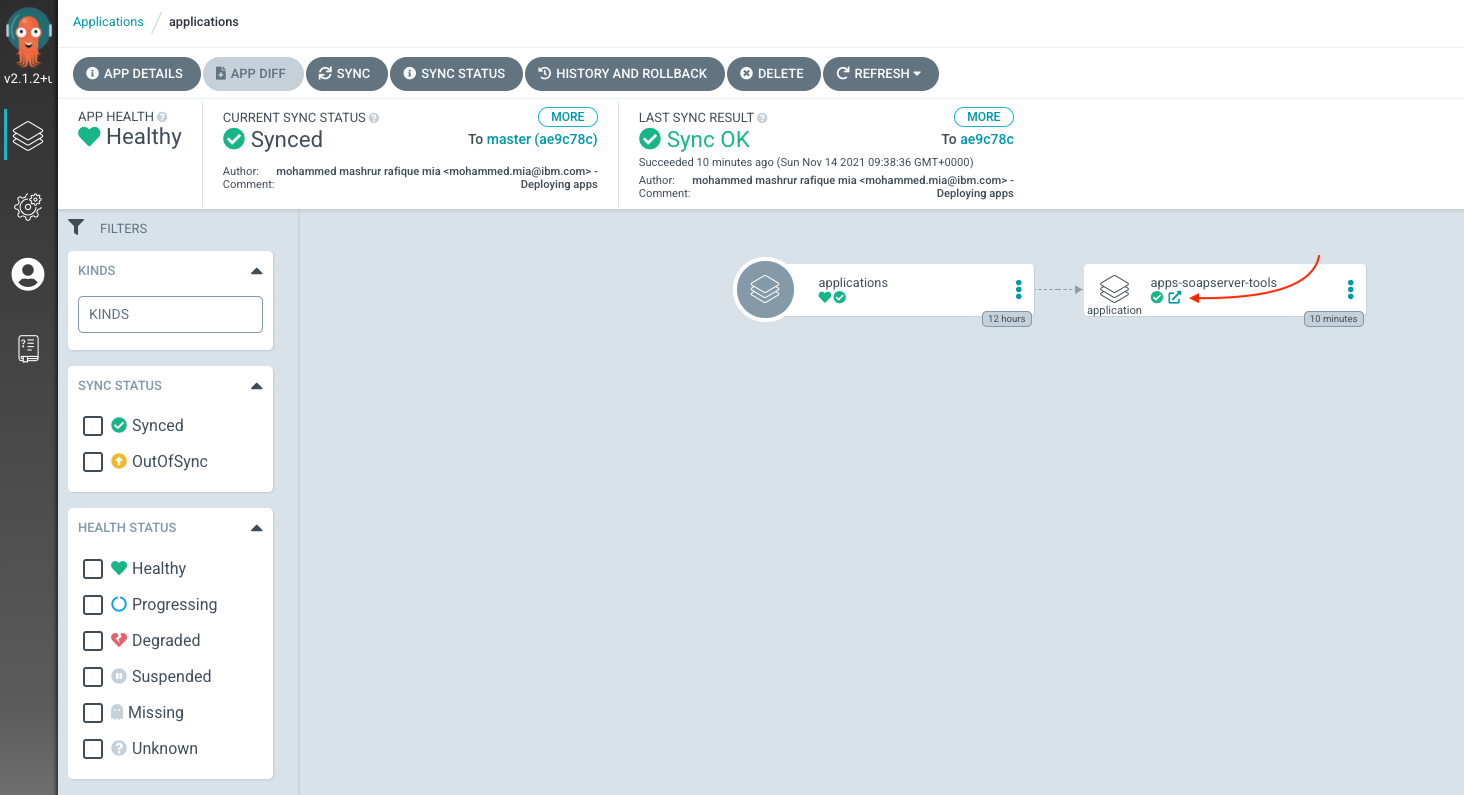 Applications / applications
v2.1.2+u
APP DETAILS
APP DIFF
SYNC
SYNC STATUS
HISTORY AND ROLLBACK
DELETE
REFRESH
APP HEALTH
Healthy
CURRENT SYNC STATUS
MORE
Synced
To master (ae9c78c)
Author: mohammed mashrur rafique mia <mohammed.mia@ibm.com> -
Comment: Deploying apps
LAST SYNC RESULT
MORE
Sync OK
To ae9c78c
Succeeded 10 minutes ago (Sun Nov 14 2021 09:38:36 GMT+0000)
Author: mohammed mashrur rafique mia <mohammed.mia@ibm.com> -
Comment: Deploying apps
FILTERS
KINDS
KINDS
SYNC STATUS
Synced
OutOfSync
HEALTH STATUS
Healthy
Progressing
Degraded
Suspended
Missing
Unknown
applications
12 hours
apps-soapserver-tools
application
10 minutes